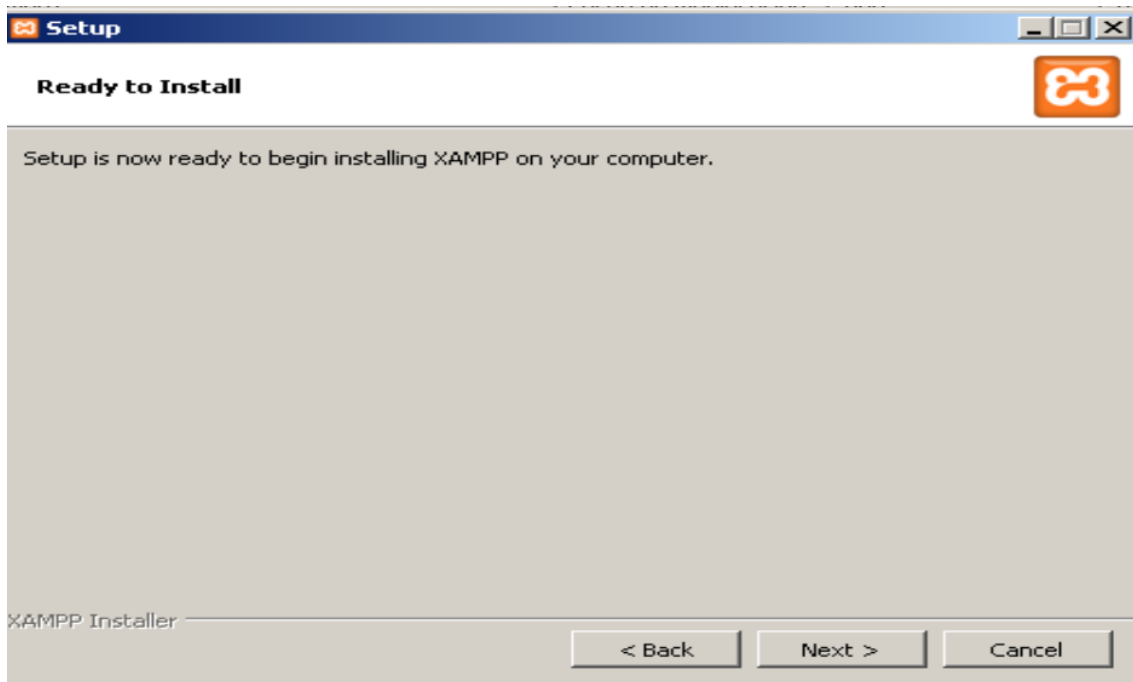 Setup
Ready to Install
Setup is now ready to begin installing XAMPP on your computer.
XAMPP Installer
< Back
Next >
Cancel